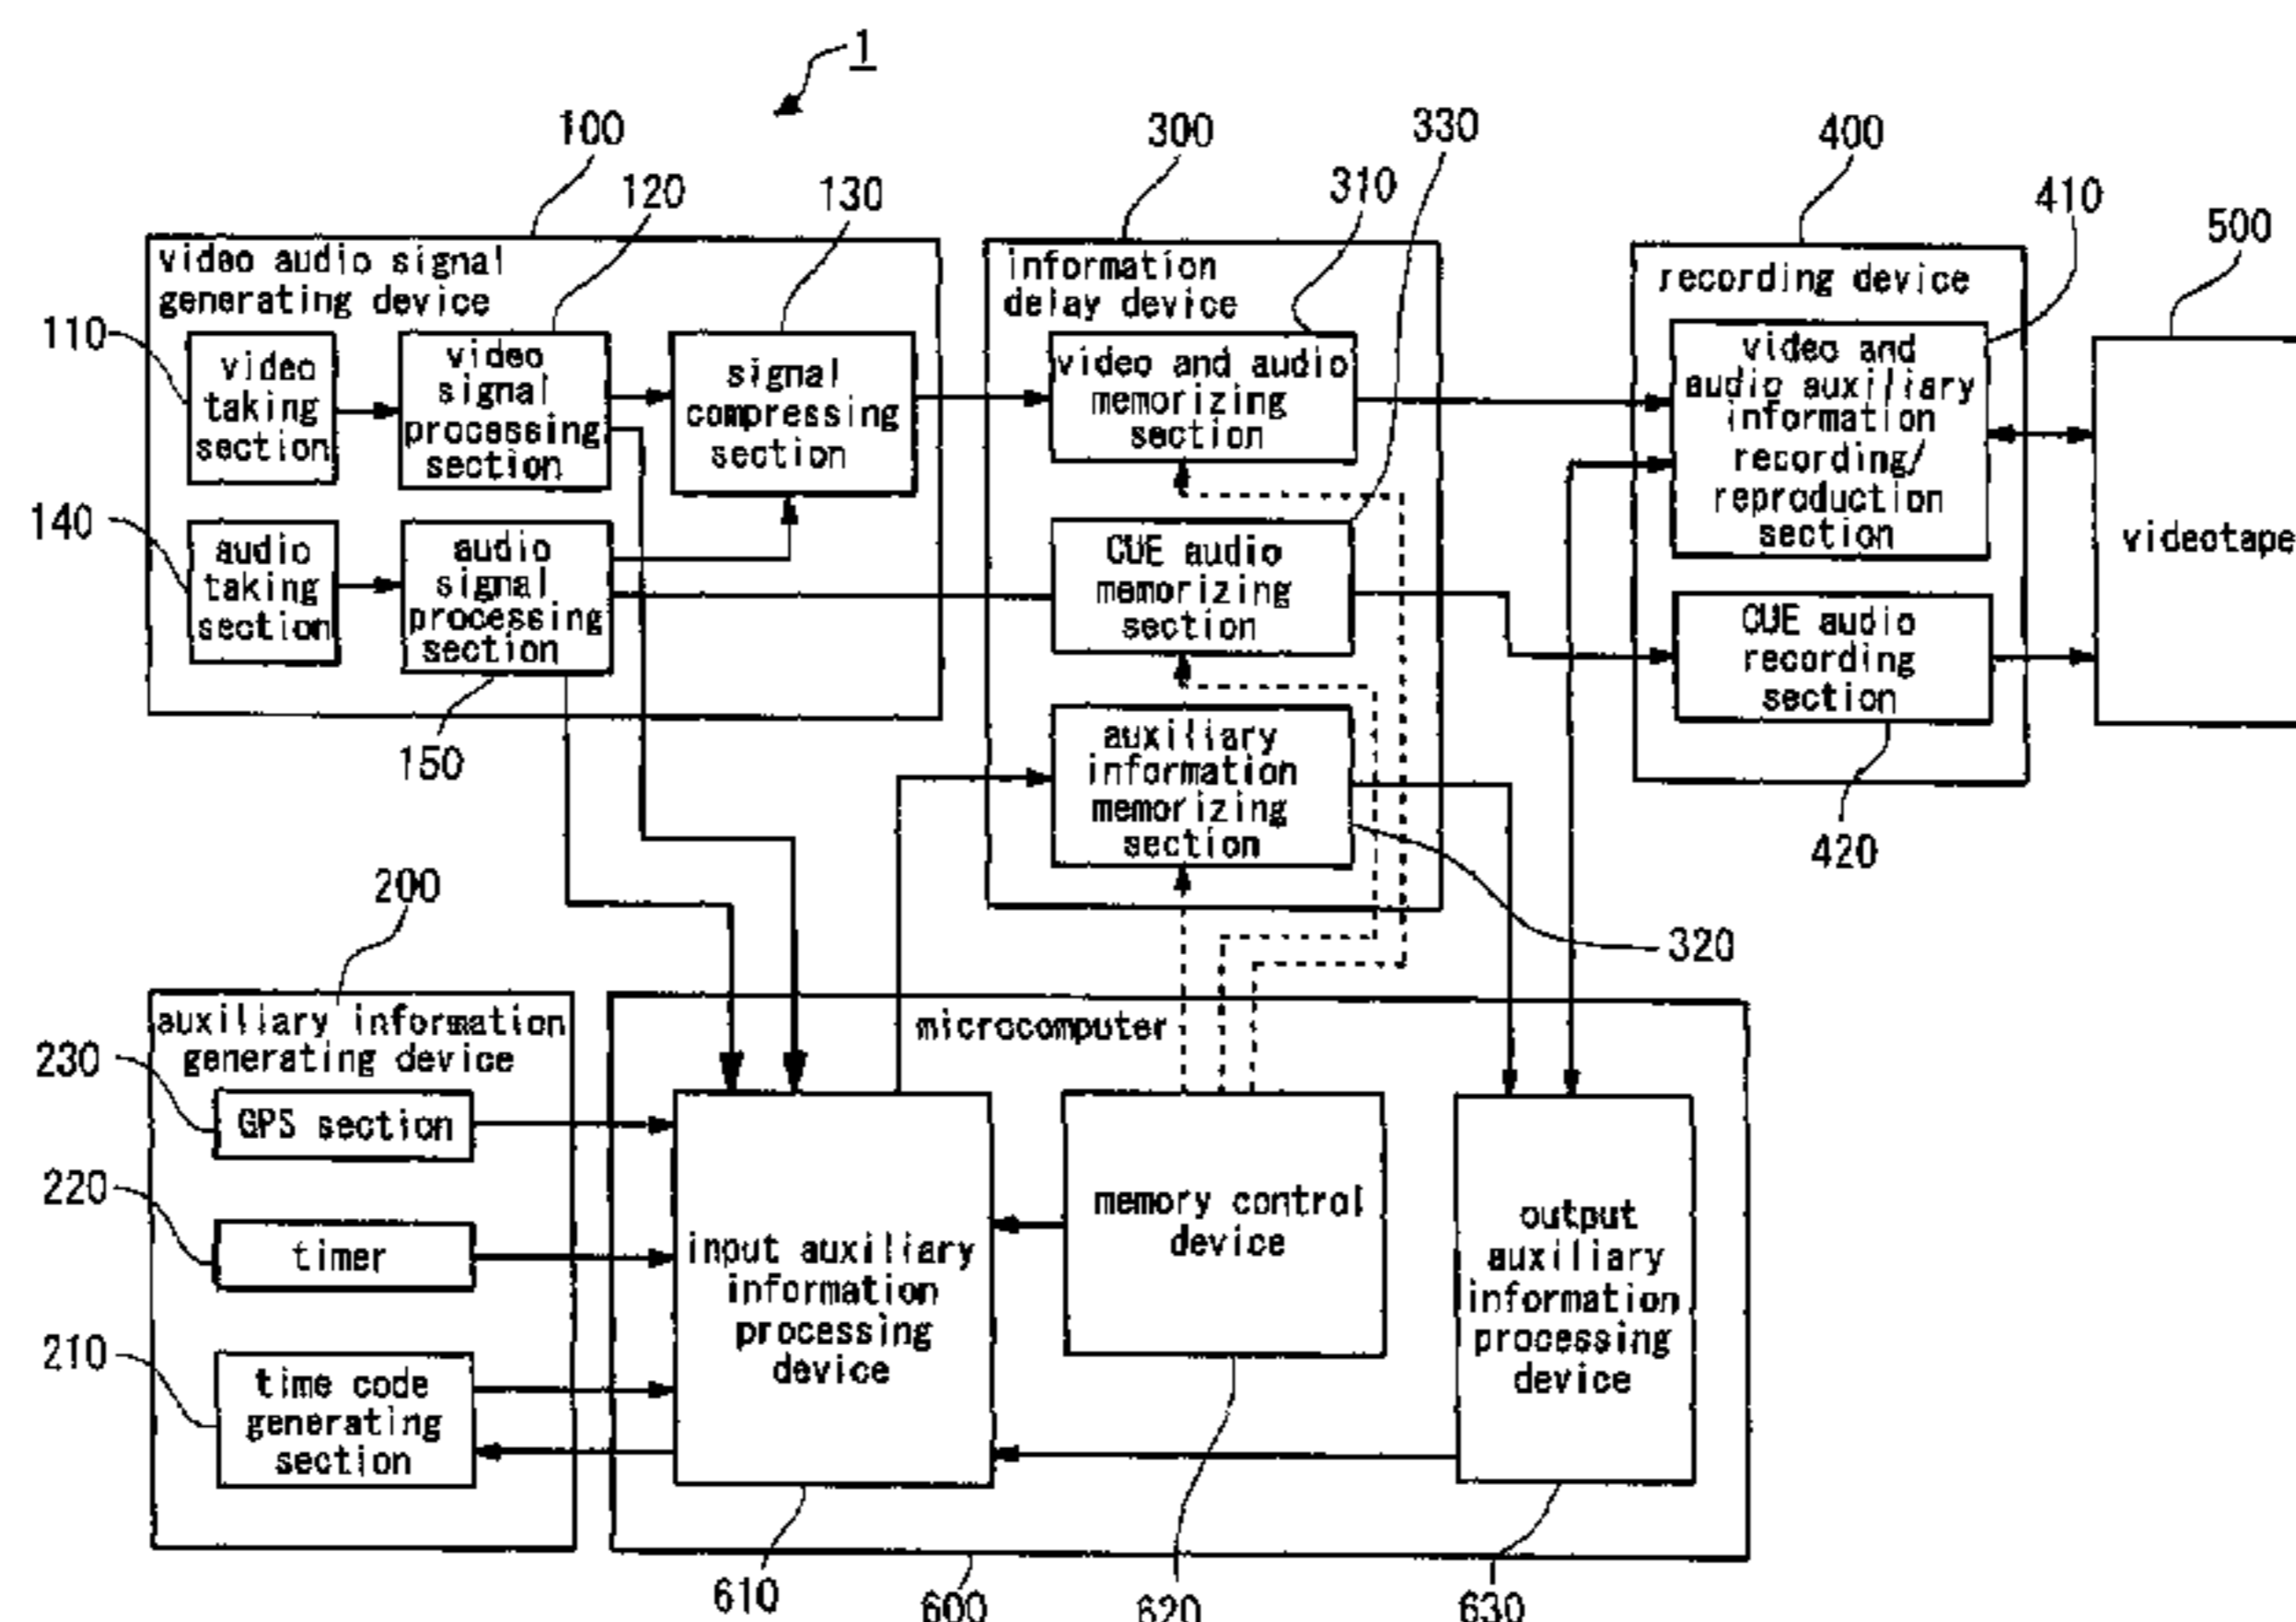 1
100
300
330
400
120
130
310
410
500
video audio signal
generating device
information
delay device
recording device
110
video
taking
section
video
signal
processing
section
signal
compressing
section
video and audio
memorizing
section
video and
audio auxiliary
information
recording/
reproduction
section
videotape
140
audio
taking
section
audio
signal
processing
section
CUE audio
memorizing
section
CUE audio
recording
section
150
auxiliary
information
memorizing
section
420
200
320
auxiliary information
generating device
microcomputer
230
GPS section
220
timer
210
time code
generating
section
input auxiliary
information
processing
device
memory control
device
output
auxiliary
information
processing
device
610
600
620
630